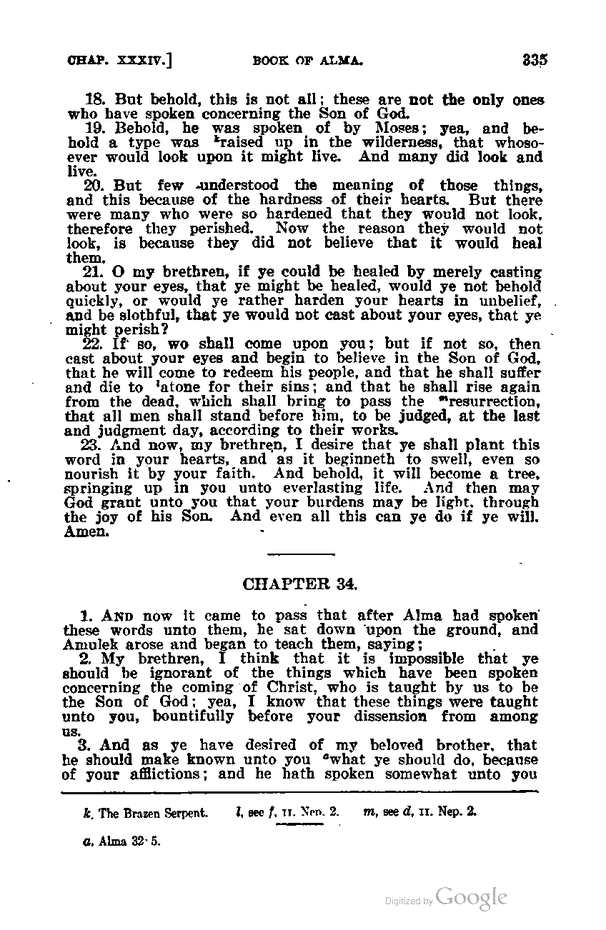 CHAP. XXXIV.] BOOK OF ALMA. 335
18. But behold, this is not all; these are not the only ones
who have spoken concerning the Son of God.
19. Behold, he was spoken of by Moses; yea, and be-
hold a type was ᵏraised up in the wilderness, that whoso-
ever would look upon it might live. And many did look and
live.
20. But few understood the meaning of those things,
and this because of the hardness of their hearts. But there
were many who were so hardened that they would not look,
therefore they perished. Now the reason they would not
look, is because they did not believe that it would heal
them.
21. O my brethren, if ye could be healed by merely casting
about your eyes, that ye might be healed, would ye not behold
quickly, or would ye rather harden your hearts in unbelief,
and be slothful, that ye would not cast about your eyes, that ye
might perish?
22. If so, wo shall come upon you; but if not so, then
cast about your eyes and begin to believe in the Son of God,
that he will come to redeem his people, and that he shall suffer
and die to ˡatone for their sins; and that he shall rise again
from the dead, which shall bring to pass the ᵐresurrection,
that all men shall stand before him, to be judged, at the last
and judgment day, according to their works.
23. And now, my brethren, I desire that ye shall plant this
word in your hearts, and as it beginneth to swell, even so
nourish it by your faith. And behold, it will become a tree,
springing up in you unto everlasting life. And then may
God grant unto you that your burdens may be light, through
the joy of his Son. And even all this can ye do if ye will.
Amen.
CHAPTER 34.
1. AND now it came to pass that after Alma had spoken
these words unto them, he sat down upon the ground, and
Amulek arose and began to teach them, saying;
2. My brethren, I think that it is impossible that ye
should be ignorant of the things which have been spoken
concerning the coming of Christ, who is taught by us to be
the Son of God; yea, I know that these things were taught
unto you, bountifully before your dissension from among
us.
3. And as ye have desired of my beloved brother, that
he should make known unto you ᵃwhat ye should do, because
of your afflictions; and he hath spoken somewhat unto you
k, The Brazen Serpent. l, see f, II. Nep. 2. m, see d, II. Nep. 2.
a, Alma 32·5.
Digitized by Google